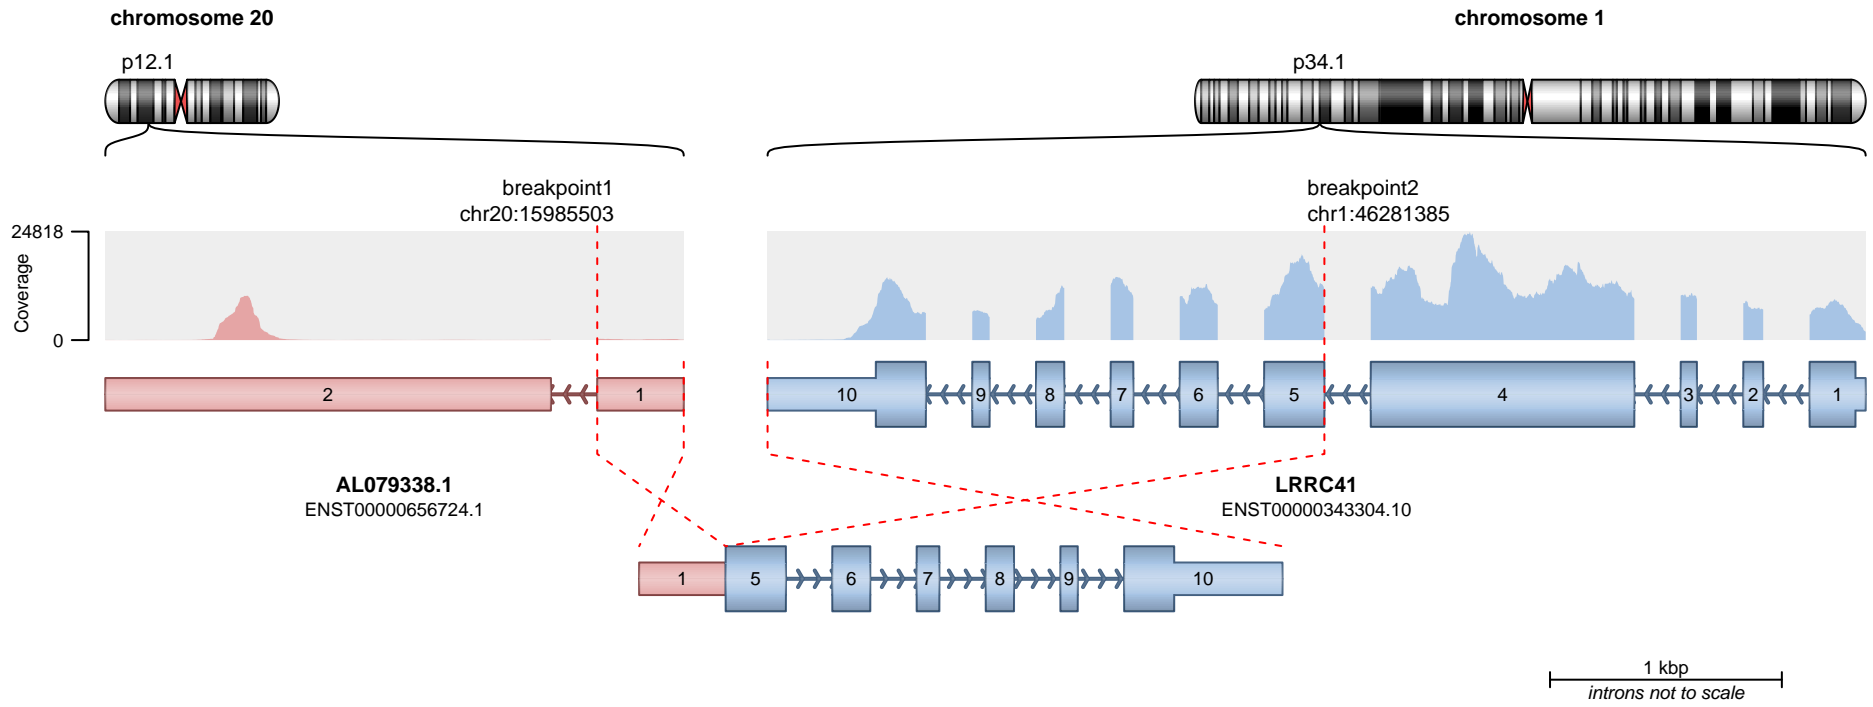 chromosome 20
chromosome 1
p12.1
p34.1
breakpoint1
chr20:15985503
breakpoint2
chr1:46281385
24818
Coverage
0
2
1
10
9
8
7
6
5
4
3
2
1
AL079338.1
ENST00000656724.1
LRRC41
ENST00000343304.10
1
5
6
7
8
9
10
1 kbp
introns not to scale